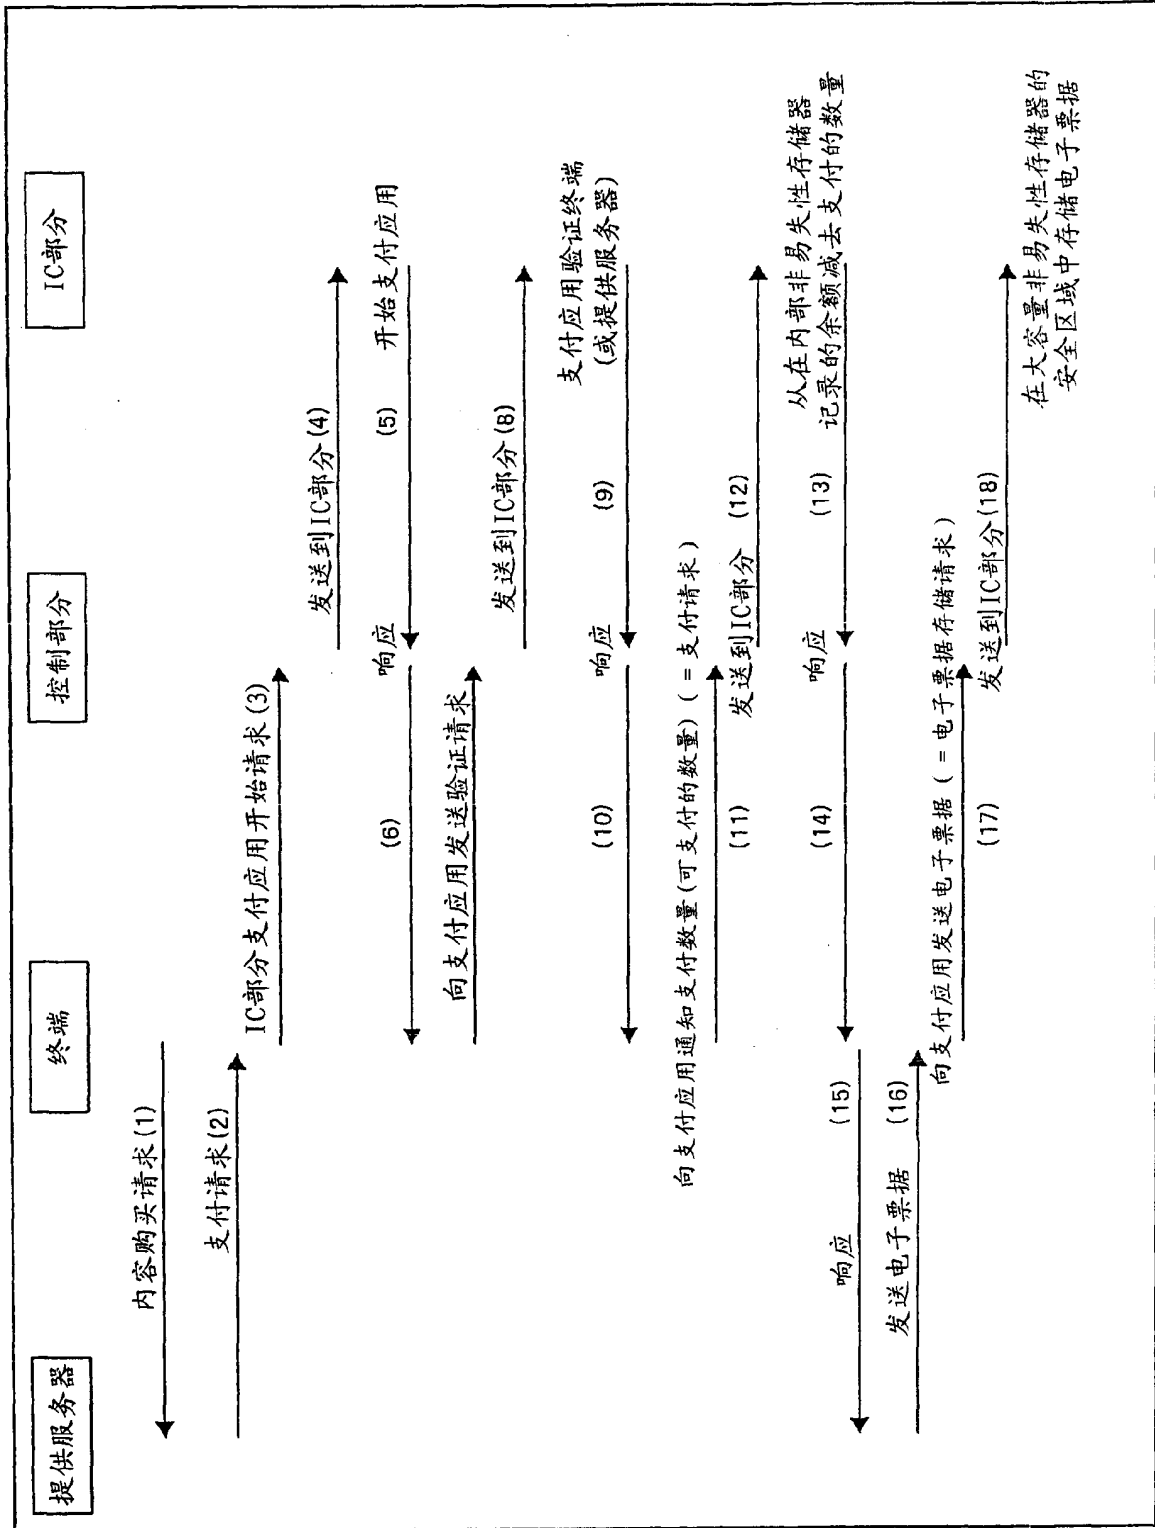 提供服务器
终端
控制部分
IC部分
内容购买请求(1)
支付请求(2)
IC部分支付应用开始请求(3)
发送到IC部分(4)
(6)
响应
(5)
开始支付应用
向支付应用发送验证请求
发送到IC部分(8)
(10)
响应
(9)
支付应用验证终端
(或提供服务器)
向支付应用通知支付数量(可支付的数量)(=支付请求)
(11)
发送到IC部分
(12)
响应
(15)
(14)
响应
(13)
从在内部非易失性存储器
记录的余额减去支付的数量
发送电子票据
(16)
向支付应用发送电子票据(=电子票据存储请求)
(17)
发送到IC部分(18)
在大容量非易失性存储器的
安全区域中存储电子票据